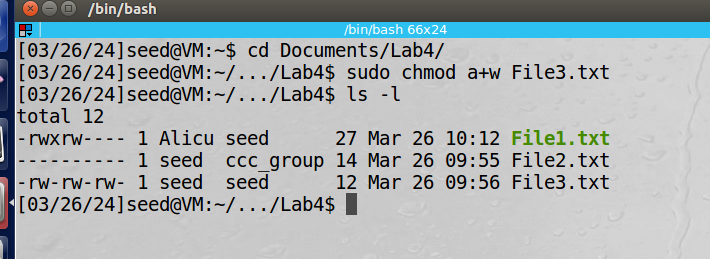 /bin/bash
/bin/bash 66x24
[03/26/24]seed@VM:~$ cd Documents/Lab4/
[03/26/24]seed@VM:~/.../Lab4$ sudo chmod a+w File3.txt
[03/26/24]seed@VM:~/.../Lab4$ ls -l
total 12
-rwxrw---- 1 Alicu seed      27 Mar 26 10:12 File1.txt
---------- 1 seed  ccc_group 14 Mar 26 09:55 File2.txt
-rw-rw-rw- 1 seed  seed      12 Mar 26 09:56 File3.txt
[03/26/24]seed@VM:~/.../Lab4$